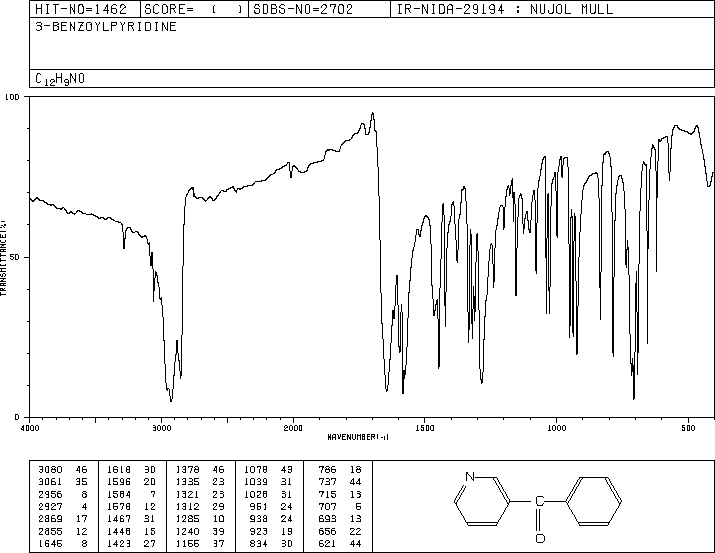 HIT-NO=1462 SCORE= ( ) SDBS-NO=2702 IR-NIDA-29194 : NUJOL MULL
3-BENZOYLPYRIDINE
C12H9NO
100
50
0
TRANSMITTANCE(%)
4000 3000 2000 1500 1000 500
WAVENUMBER(-1)
3080 46 1618 30 1378 46 1078 43 786 18
3061 35 1596 20 1335 23 1039 31 737 44
2956 8 1584 7 1321 23 1028 31 715 13
2927 4 1578 12 1312 29 951 24 707 5
2869 17 1467 31 1285 10 938 24 693 13
2855 12 1448 15 1240 39 923 19 656 22
1645 8 1423 27 1155 37 834 30 621 44
N
C
O